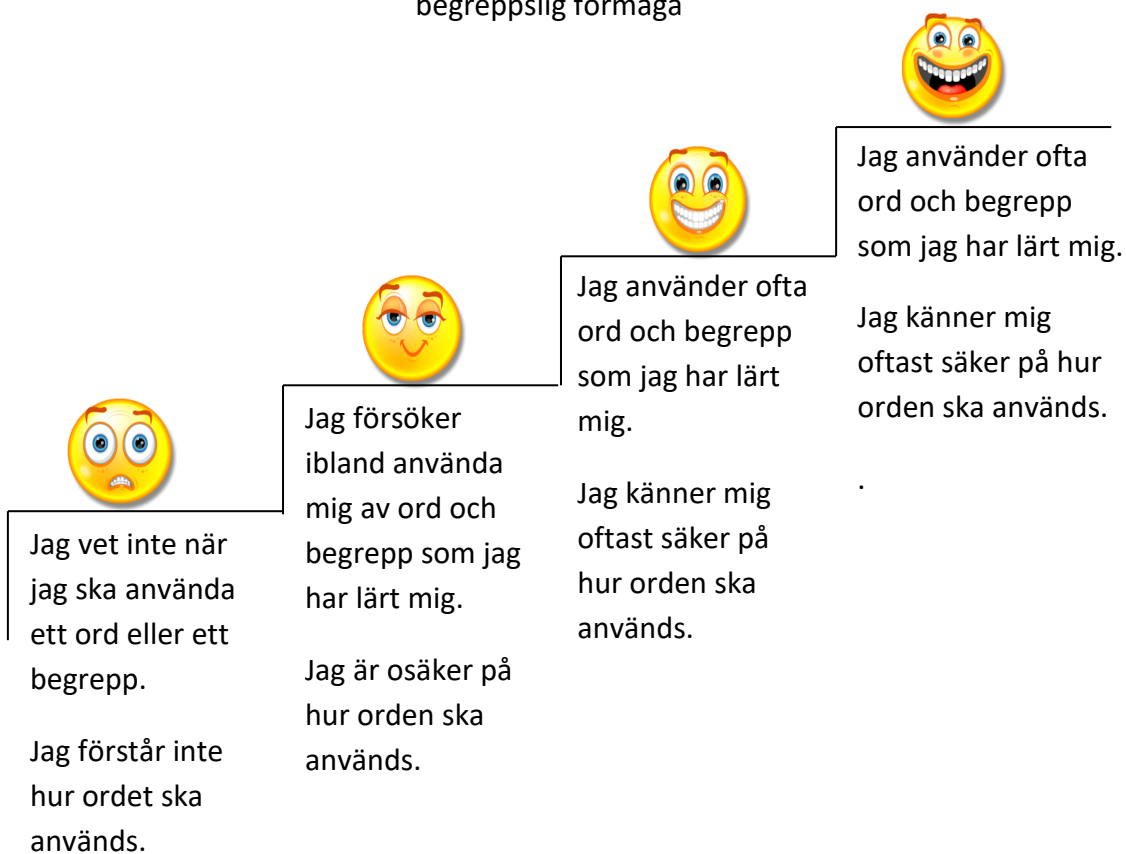 begreppslig förmåga
Jag vet inte när
jag ska använda
ett ord eller ett
begrepp.
Jag förstår inte
hur ordet ska
används.
Jag försöker
ibland använda
mig av ord och
begrepp som jag
har lärt mig.
Jag är osäker på
hur orden ska
används.
Jag använder ofta
ord och begrepp
som jag har lärt
mig.
Jag känner mig
oftast säker på
hur orden ska
används.
Jag använder ofta
ord och begrepp
som jag har lärt mig.
Jag känner mig
oftast säker på hur
orden ska används.
.